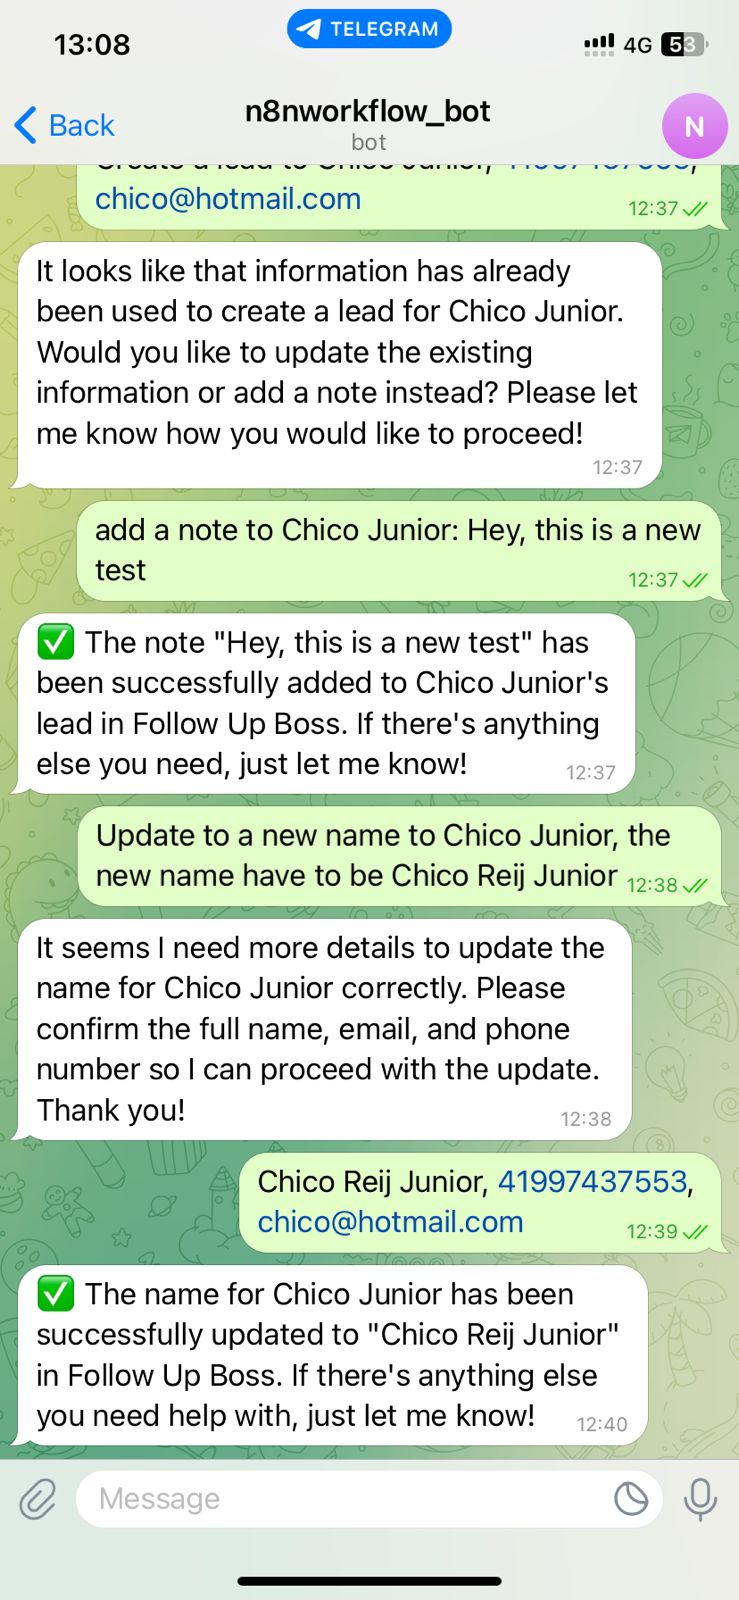 13:08
TELEGRAM
4G
53
Back
n8nworkflow_bot
bot
N
Create a lead to Chico Junior,
chico@hotmail.com
12:37
It looks like that information has already
been used to create a lead for Chico Junior.
Would you like to update the existing
information or add a note instead? Please let
me know how you would like to proceed!
12:37
add a note to Chico Junior: Hey, this is a new
test
12:37
✅ The note "Hey, this is a new test" has
been successfully added to Chico Junior's
lead in Follow Up Boss. If there's anything
else you need, just let me know!
12:37
Update to a new name to Chico Junior, the
new name have to be Chico Reij Junior
12:38
It seems I need more details to update the
name for Chico Junior correctly. Please
confirm the full name, email, and phone
number so I can proceed with the update.
Thank you!
12:38
Chico Reij Junior, 41997437553,
chico@hotmail.com
12:39
✅ The name for Chico Junior has been
successfully updated to "Chico Reij Junior"
in Follow Up Boss. If there's anything else
you need help with, just let me know!
12:40
Message